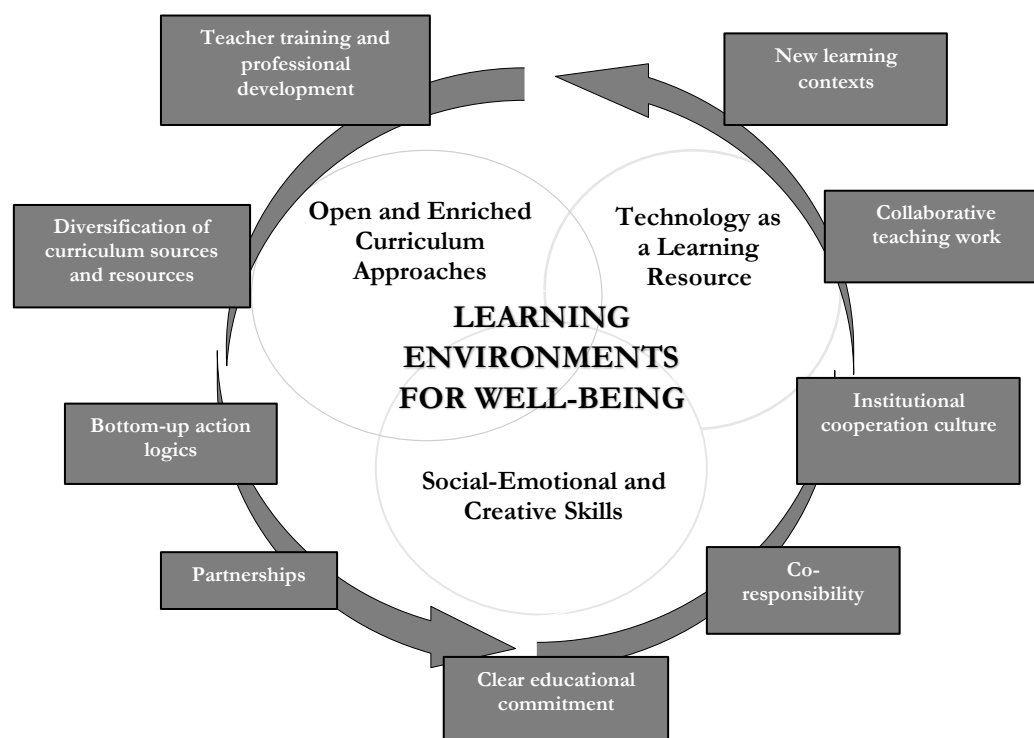 Teacher training and
professional
development
New learning
contexts
Diversification of
curriculum sources
and resources
Open and Enriched
Curriculum
Approaches
Technology as
a Learning
Resource
Collaborative
teaching work
LEARNING
ENVIRONMENTS
FOR WELL-BEING
Bottom-up action
logics
Institutional
cooperation culture
Social-Emotional and
Creative Skills
Partnerships
Co-
responsibility
Clear educational
commitment